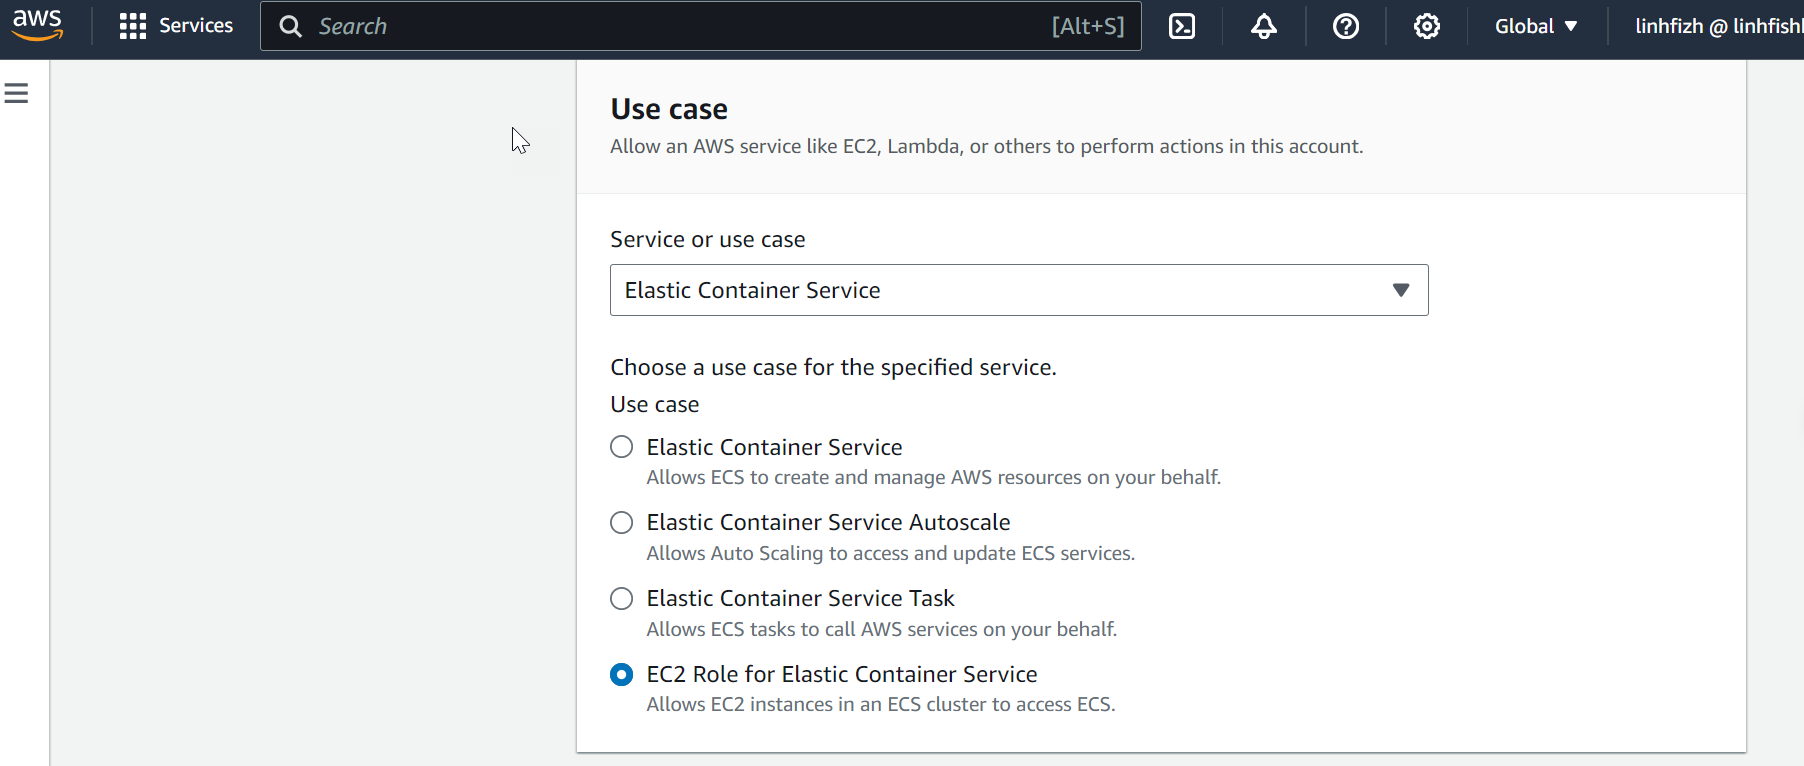 aws
Services
Search [Alt+S]
Global
linhfizh @ linhfish
Use case
Allow an AWS service like EC2, Lambda, or others to perform actions in this account.
Service or use case
Elastic Container Service
Choose a use case for the specified service.
Use case
Elastic Container Service
Allows ECS to create and manage AWS resources on your behalf.
Elastic Container Service Autoscale
Allows Auto Scaling to access and update ECS services.
Elastic Container Service Task
Allows ECS tasks to call AWS services on your behalf.
EC2 Role for Elastic Container Service
Allows EC2 instances in an ECS cluster to access ECS.